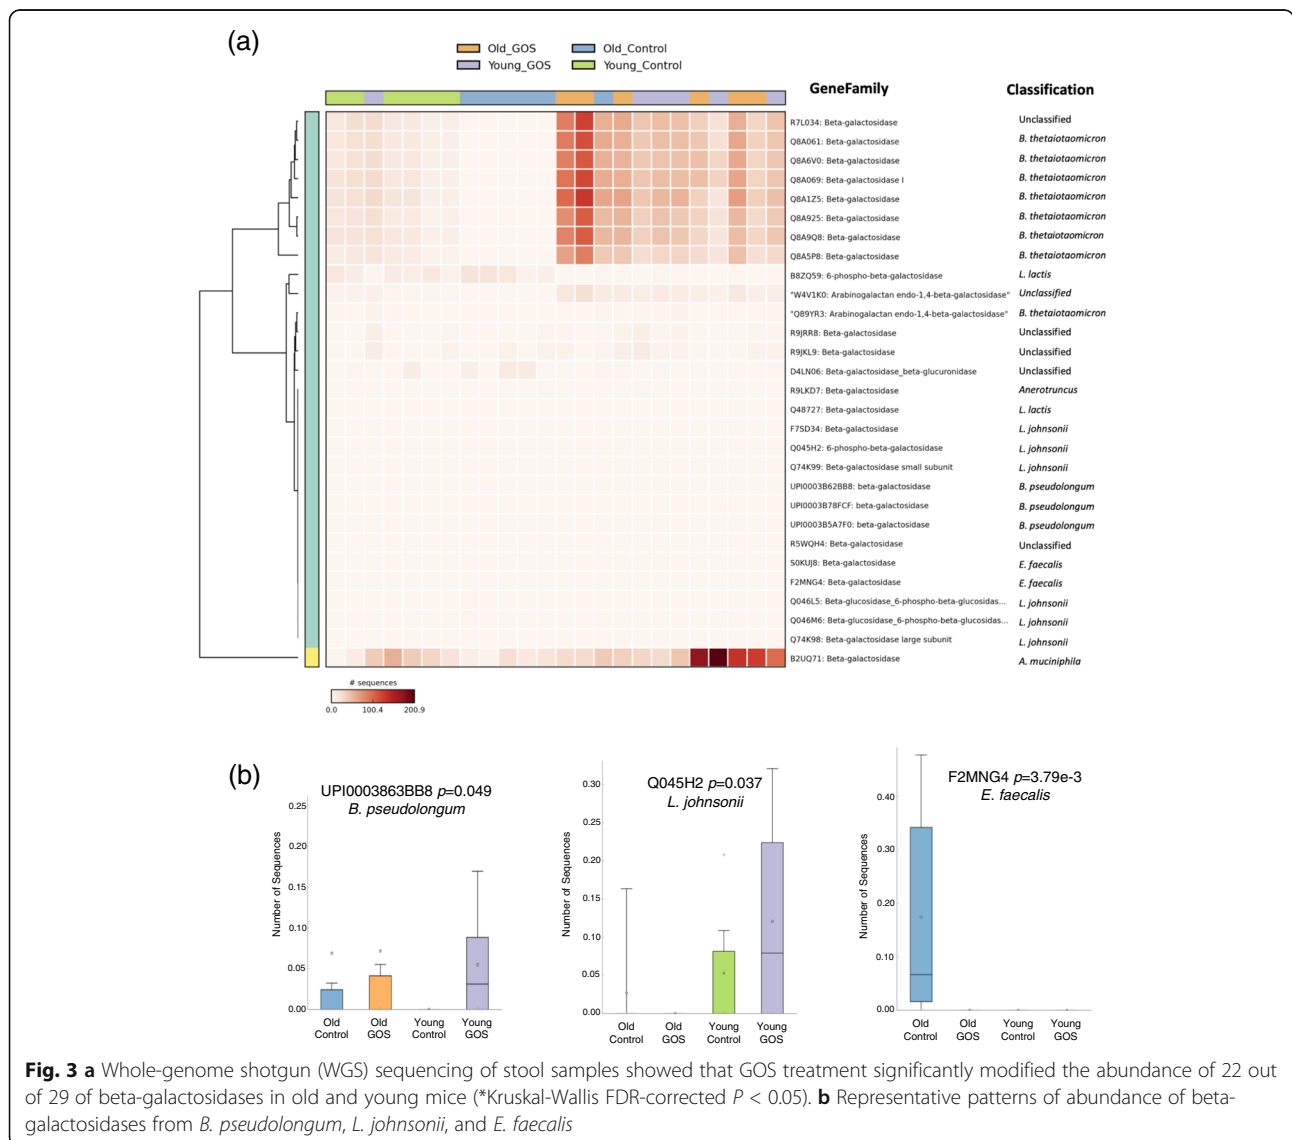 (a)
Old_GOS
Old_Control
Young_GOS
Young_Control
GeneFamily
Classification
R7L034: Beta-galactosidase
Unclassified
Q8A061: Beta-galactosidase
B. thetaiotaomicron
Q8A6V0: Beta-galactosidase
B. thetaiotaomicron
Q8A069: Beta-galactosidase I
B. thetaiotaomicron
Q8A1Z5: Beta-galactosidase
B. thetaiotaomicron
Q8A925: Beta-galactosidase
B. thetaiotaomicron
Q8A9Q8: Beta-galactosidase
B. thetaiotaomicron
Q8A5P8: Beta-galactosidase
B. thetaiotaomicron
B8ZQ59: 6-phospho-beta-galactosidase
L. lactis
"W4V1K0: Arabinogalactan endo-1,4-beta-galactosidase"
Unclassified
"Q89YR3: Arabinogalactan endo-1,4-beta-galactosidase"
B. thetaiotaomicron
R9JRR8: Beta-galactosidase
Unclassified
R9JKL9: Beta-galactosidase
Unclassified
D4LN06: Beta-galactosidase_beta-glucuronidase
Unclassified
R9LKD7: Beta-galactosidase
Anerotruncus
Q48727: Beta-galactosidase
L. lactis
F7SD34: Beta-galactosidase
L. johnsonii
Q045H2: 6-phospho-beta-galactosidase
L. johnsonii
Q74K99: Beta-galactosidase small subunit
L. johnsonii
UPI0003B62BB8: beta-galactosidase
B. pseudolongum
UPI0003B78FCF: beta-galactosidase
B. pseudolongum
UPI0003B5A7F0: beta-galactosidase
B. pseudolongum
R5WQH4: Beta-galactosidase
Unclassified
S0KUJ8: Beta-galactosidase
E. faecalis
F2MNG4: Beta-galactosidase
E. faecalis
Q046L5: Beta-glucosidase_6-phospho-beta-glucosidas...
L. johnsonii
Q046M6: Beta-glucosidase_6-phospho-beta-glucosidas...
L. johnsonii
Q74K98: Beta-galactosidase large subunit
L. johnsonii
B2UQ71: Beta-galactosidase
A. muciniphila
# sequences
0.0 100.4 200.9
(b)
UPI0003863BB8 p=0.049
B. pseudolongum
Number of Sequences
0.25
0.20
0.15
0.10
0.05
0.00
Old Control
Old GOS
Young Control
Young GOS
Q045H2 p=0.037
L. johnsonii
Number of Sequences
0.30
0.25
0.20
0.15
0.10
0.05
0.00
Old Control
Old GOS
Young Control
Young GOS
F2MNG4 p=3.79e-3
E. faecalis
Number of Sequences
0.40
0.30
0.20
0.10
0.00
Old Control
Old GOS
Young Control
Young GOS
Fig. 3 a Whole-genome shotgun (WGS) sequencing of stool samples showed that GOS treatment significantly modified the abundance of 22 out
of 29 of beta-galactosidases in old and young mice (*Kruskal-Wallis FDR-corrected P < 0.05). b Representative patterns of abundance of beta-
galactosidases from B. pseudolongum, L. johnsonii, and E. faecalis